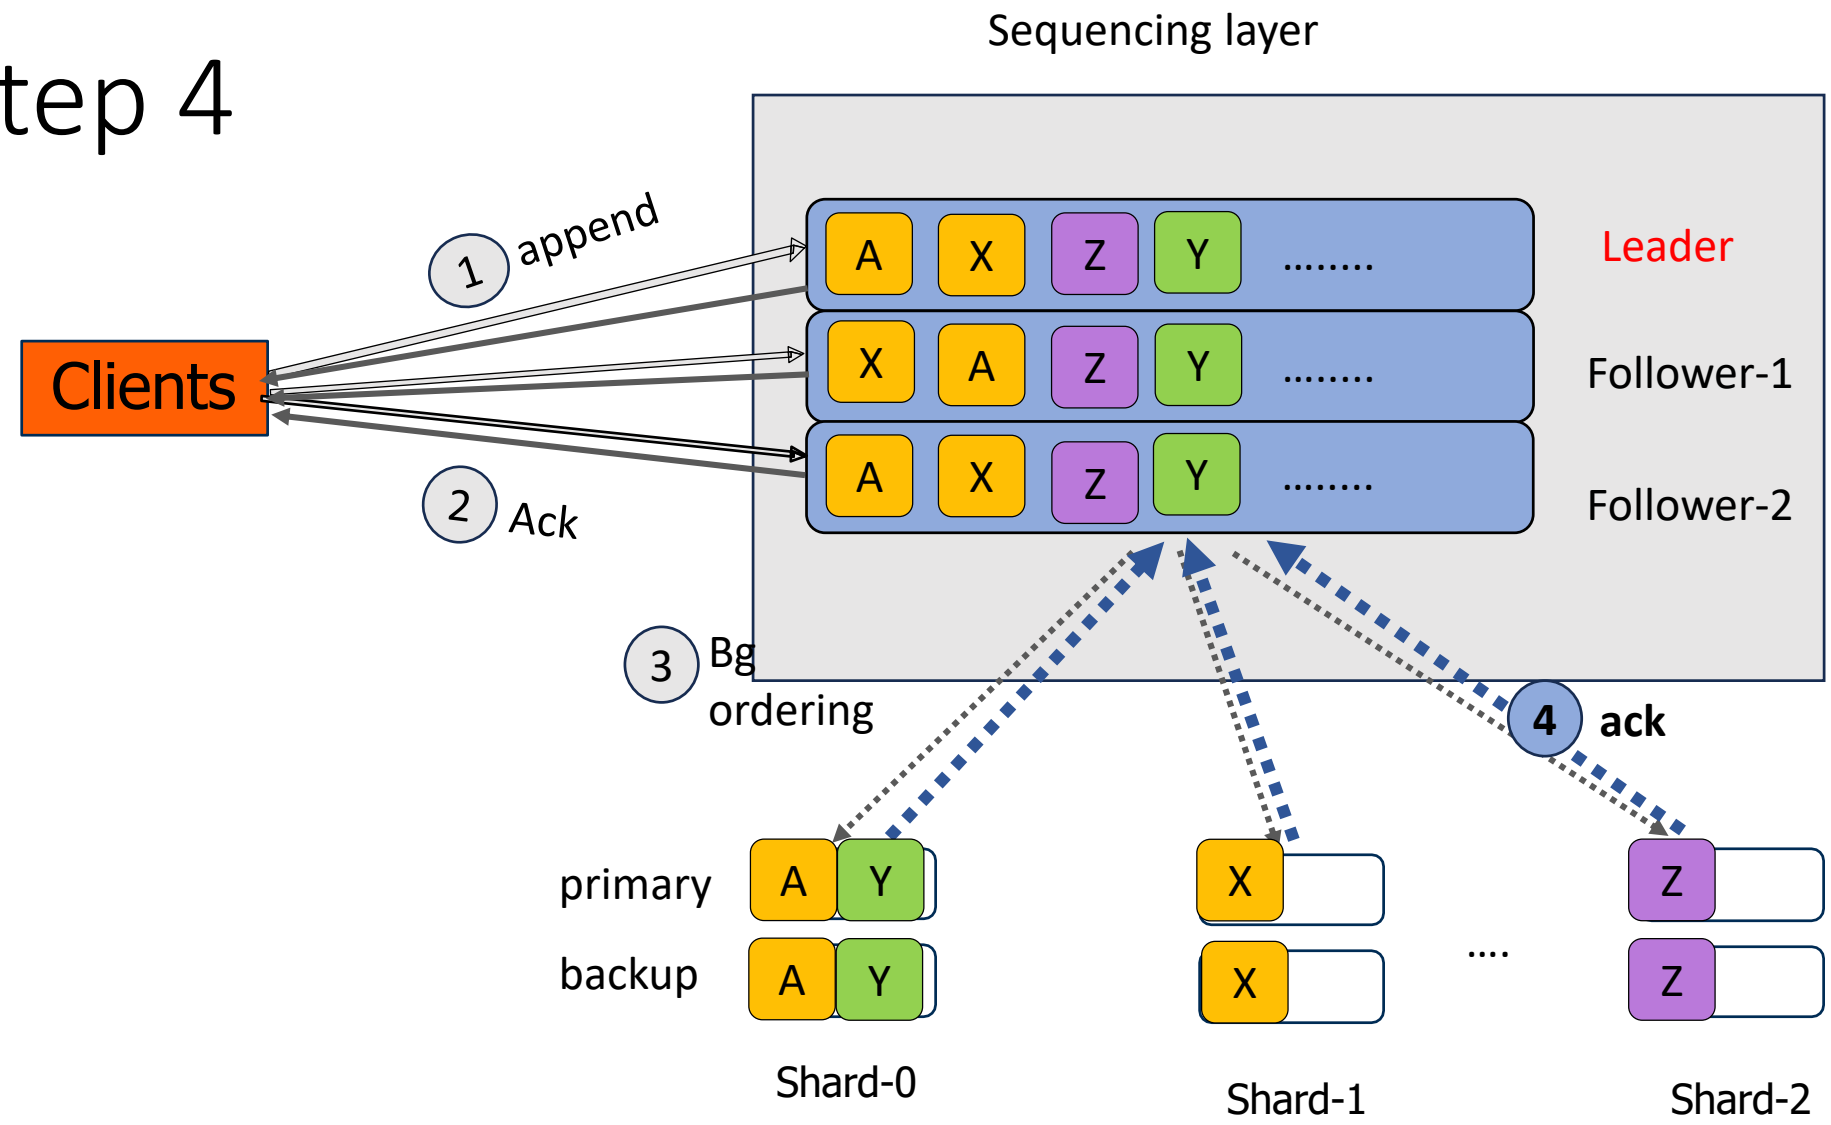 Sequencing layer
tep 4
1 append
A X Z Y ........
Leader
X A Z Y ........
Follower-1
Clients
A X Z Y ........
Follower-2
2 Ack
3 Bg
ordering
4 ack
primary A Y X Z
backup A Y X .... Z
Shard-0 Shard-1 Shard-2